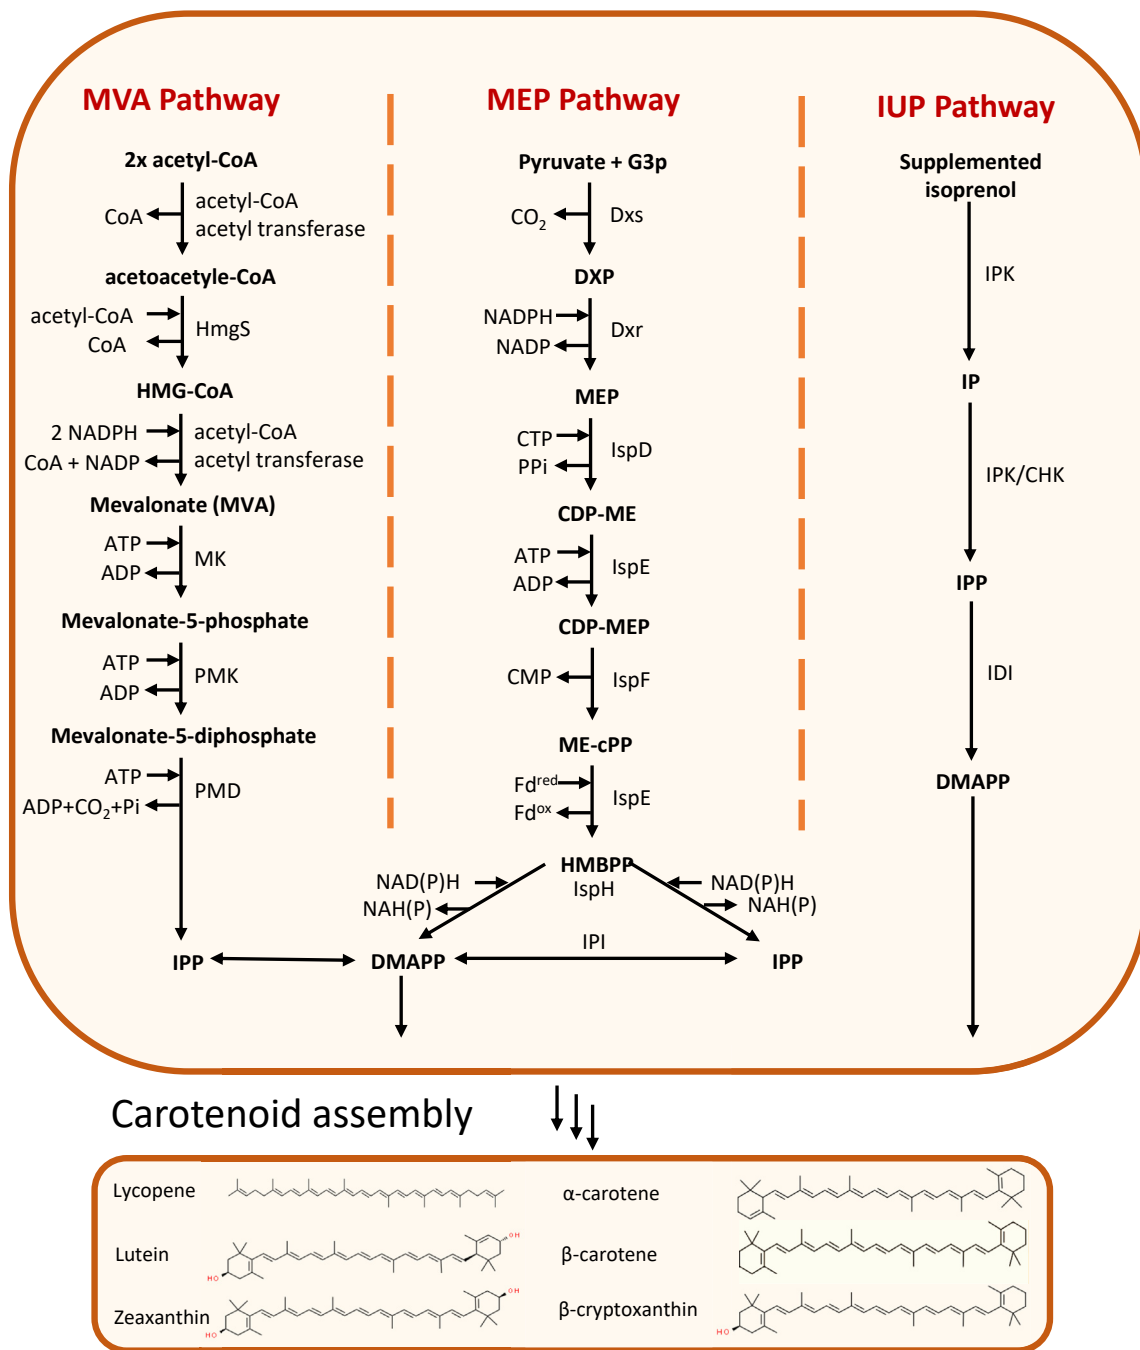 MVA Pathway
2x acetyl-CoA
CoA
acetyl-CoA
acetyl transferase
acetoacetyle-CoA
acetyl-CoA
CoA
HmgS
HMG-CoA
2 NADPH
CoA + NADP
acetyl-CoA
acetyl transferase
Mevalonate (MVA)
ATP
ADP
MK
Mevalonate-5-phosphate
ATP
ADP
PMK
Mevalonate-5-diphosphate
ATP
ADP+CO₂+Pi
PMD
IPP
MEP Pathway
Pyruvate + G3p
CO₂
Dxs
DXP
NADPH
NADP
Dxr
MEP
CTP
PPi
IspD
CDP-ME
ATP
ADP
IspE
CDP-MEP
CMP
IspF
ME-cPP
Fdred
Fdox
IspE
HMBPP
IspH
NAD(P)H
NAH(P)
NAD(P)H
NAH(P)
DMAPP
IPI
IPP
IUP Pathway
Supplemented
isoprenol
IPK
IP
IPK/CHK
IPP
IDI
DMAPP
Carotenoid assembly
Lycopene
α-carotene
Lutein
HO
OH
β-carotene
Zeaxanthin
HO
OH
β-cryptoxanthin
HO